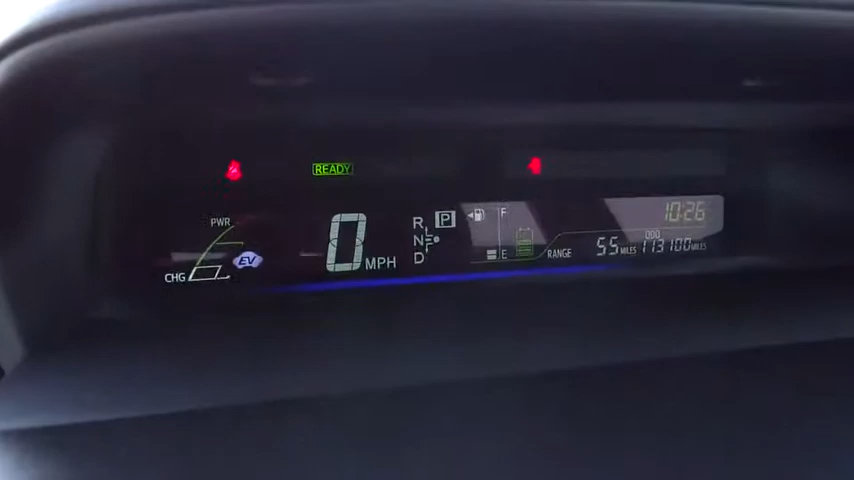 READY
PWR
CHG
EV
0 MPH
R
N
D
P
F
E
RANGE 55 MILES
10:26
ODO
113100 MILES